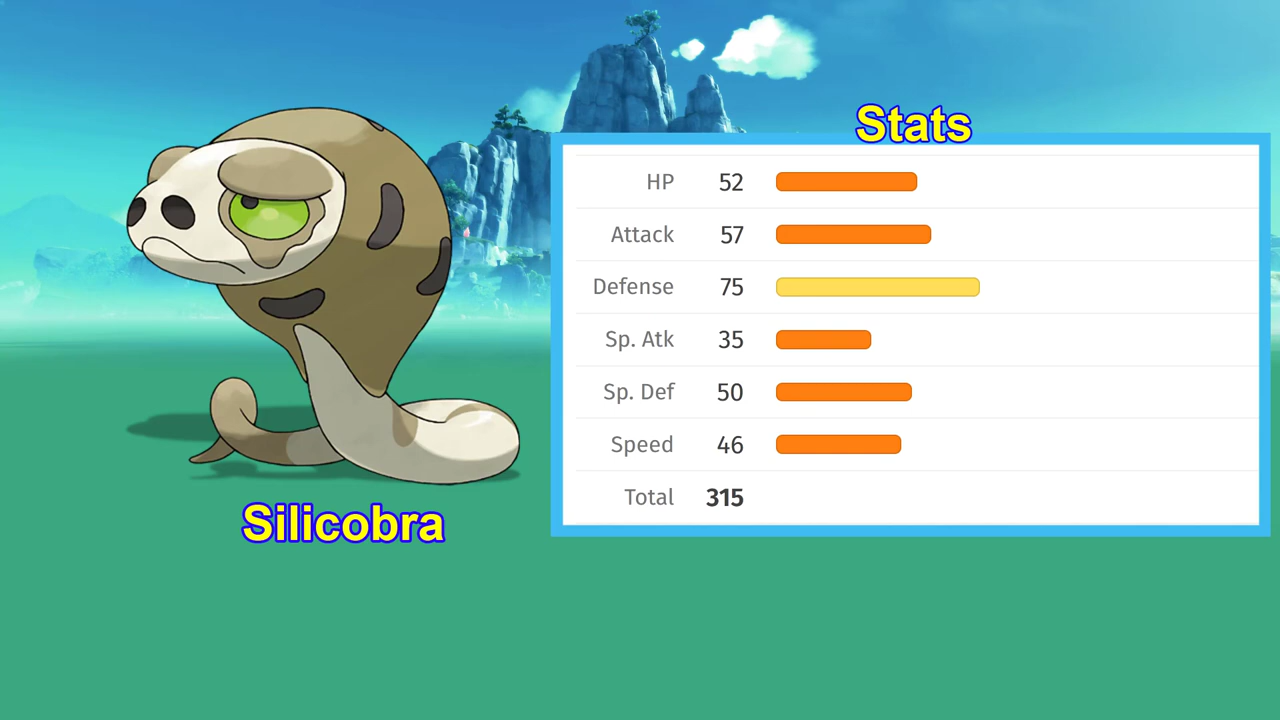 Stats
HP 52
Attack 57
Defense 75
Sp. Atk 35
Sp. Def 50
Speed 46
Total 315
Silicobra